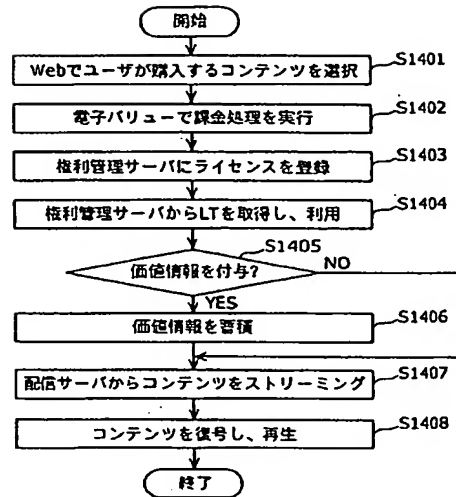 開始
Webでユーザが購入するコンテンツを選択
S1401
電子バリューで課金処理を実行
S1402
権利管理サーバにライセンスを登録
S1403
権利管理サーバからLTを取得し、利用
S1404
価値情報を付与?
S1405
NO
YES
価値情報を蓄積
S1406
配信サーバからコンテンツをストリーミング
S1407
コンテンツを復号し、再生
S1408
終了